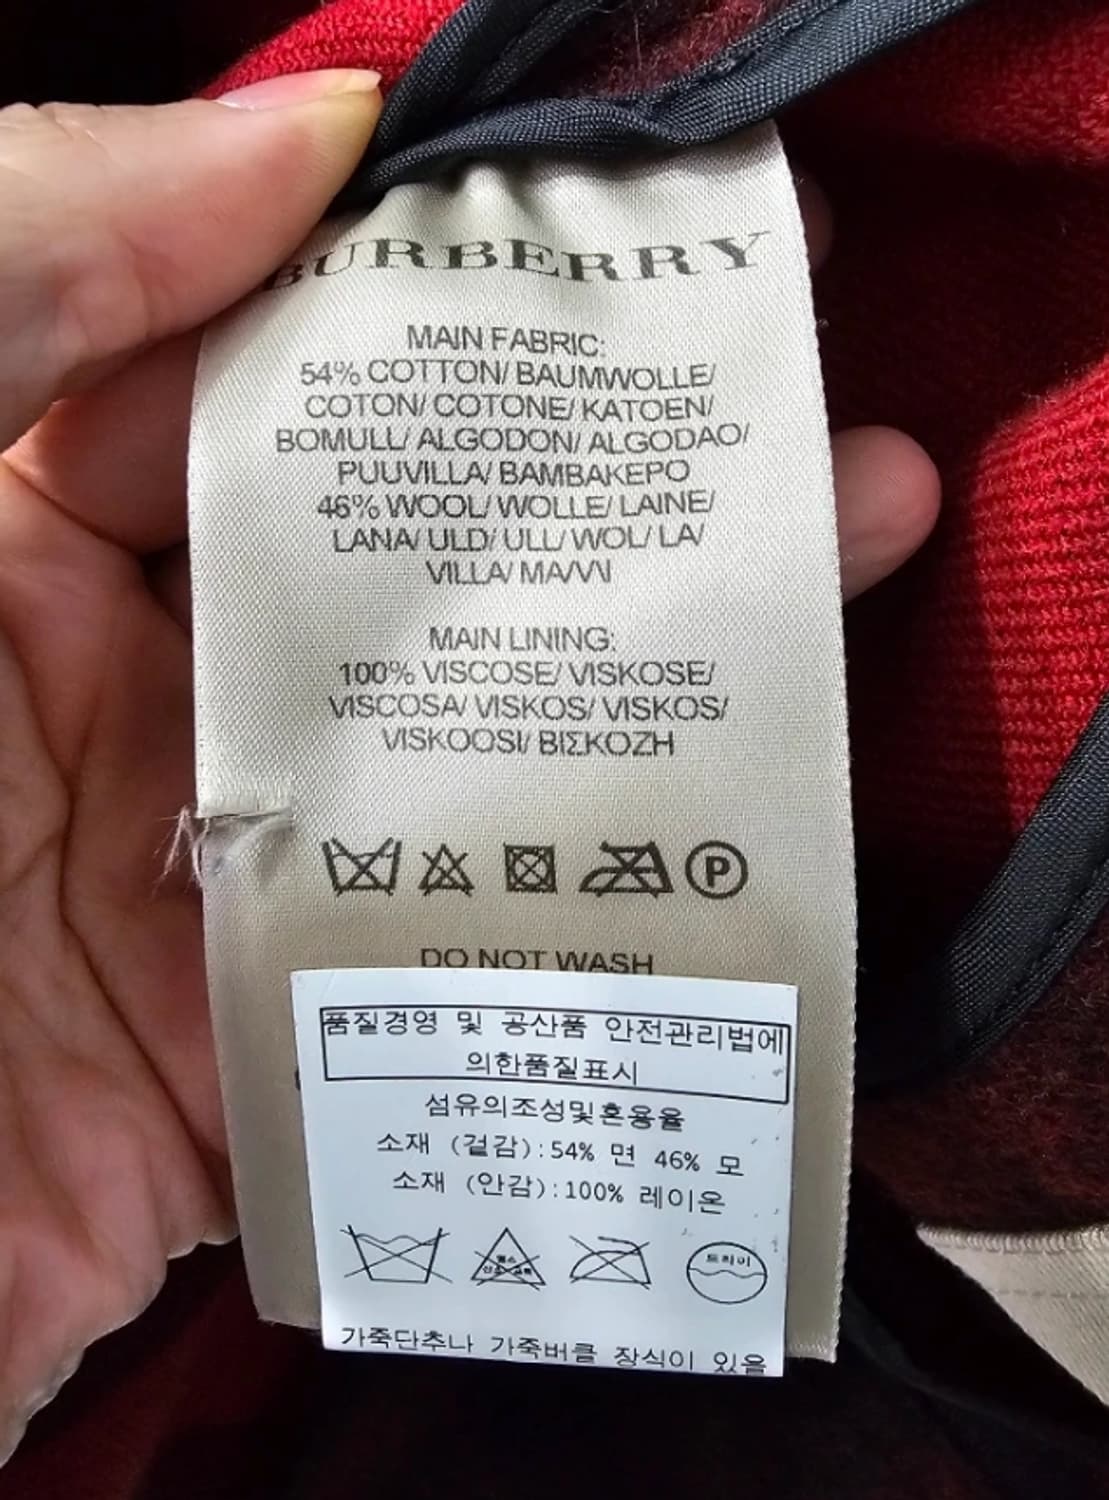 BURBERRY
MAIN FABRIC:
54% COTTON/ BAUMWOLLE/
COTON/ COTONE/ KATOEN/
BOMULL/ ALGODON/ ALGODAO/
PUUVILLA/ BAMBAKEPO
46% WOOL/ WOLLE/ LAINE/
LANA/ ULD/ ULL/ WOL/ LA/
VILLA/ MAΛΛI
MAIN LINING:
100% VISCOSE/ VISKOSE/
VISCOSA/ VISKOS/ VISKOS/
VISKOOSI/ ΒΙΣΚΟΖΗ
P
DO NOT WASH
품질경영 및 공산품 안전관리법에
의한품질표시
섬유의조성및혼용율
소재 (겉감):54% 면 46% 모
소재 (안감):100% 레이온
드라이
가죽단추나 가죽버클 장식이 있을